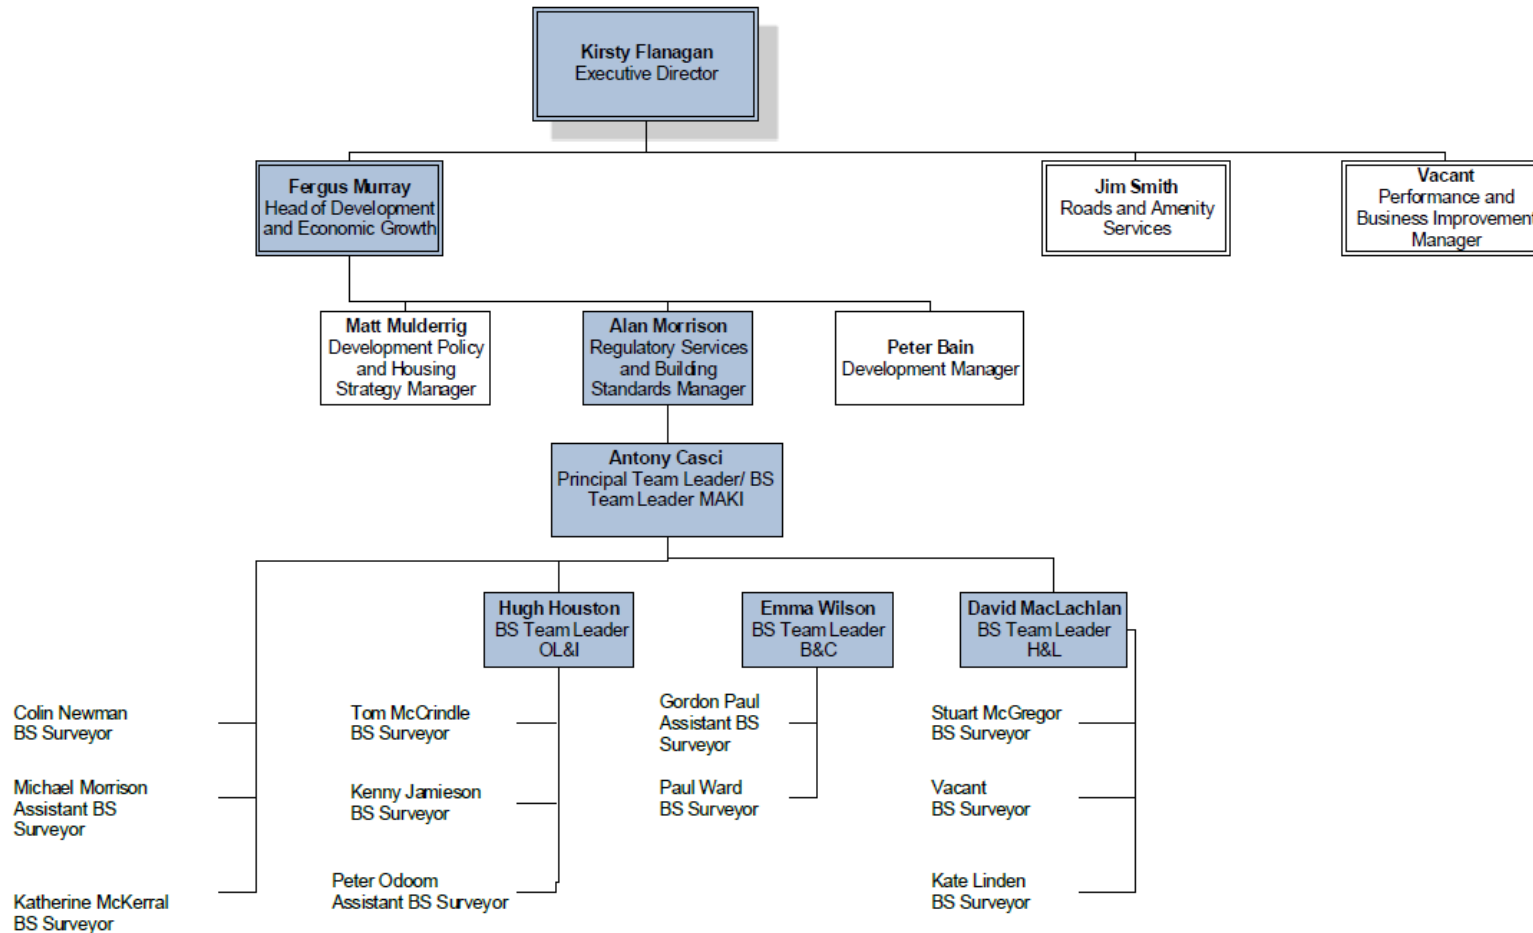 Kirsty Flanagan
Executive Director
Fergus Murray
Head of Development
and Economic Growth
Jim Smith
Roads and Amenity
Services
Vacant
Performance and
Business Improvement
Manager
Matt Mulderrig
Development Policy
and Housing
Strategy Manager
Alan Morrison
Regulatory Services
and Building
Standards Manager
Peter Bain
Development Manager
Antony Casci
Principal Team Leader/ BS
Team Leader MAKI
Hugh Houston
BS Team Leader
OL&I
Emma Wilson
BS Team Leader
B&C
David MacLachlan
BS Team Leader
H&L
Colin Newman
BS Surveyor
Michael Morrison
Assistant BS
Surveyor
Katherine McKerral
BS Surveyor
Tom McCrindle
BS Surveyor
Kenny Jamieson
BS Surveyor
Peter Odoom
Assistant BS Surveyor
Gordon Paul
Assistant BS
Surveyor
Paul Ward
BS Surveyor
Stuart McGregor
BS Surveyor
Vacant
BS Surveyor
Kate Linden
BS Surveyor